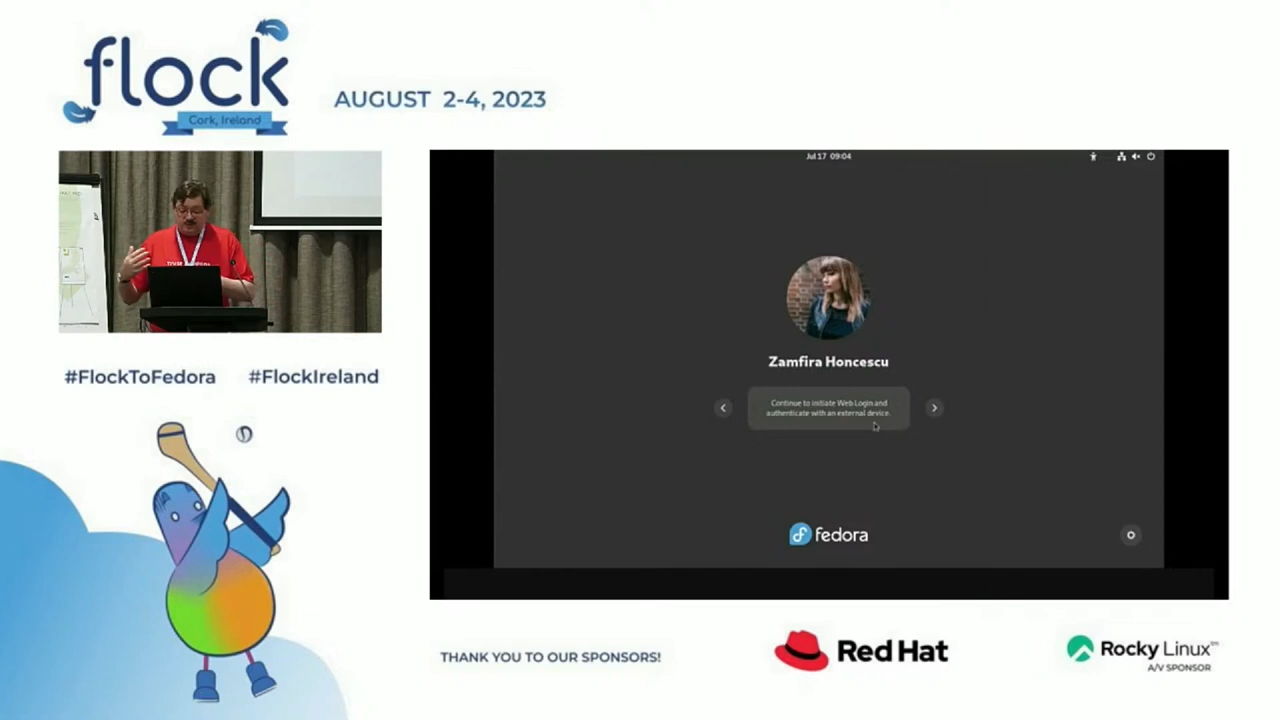 flock
Cork, Ireland
AUGUST 2-4, 2023
Jul 17 09:04
Zamfira Honcescu
Continue to initiate Web Login and
authenticate with an external device.
fedora
#FlockToFedora #FlockIreland
THANK YOU TO OUR SPONSORS!
Red Hat
Rocky Linux™
A/V SPONSOR